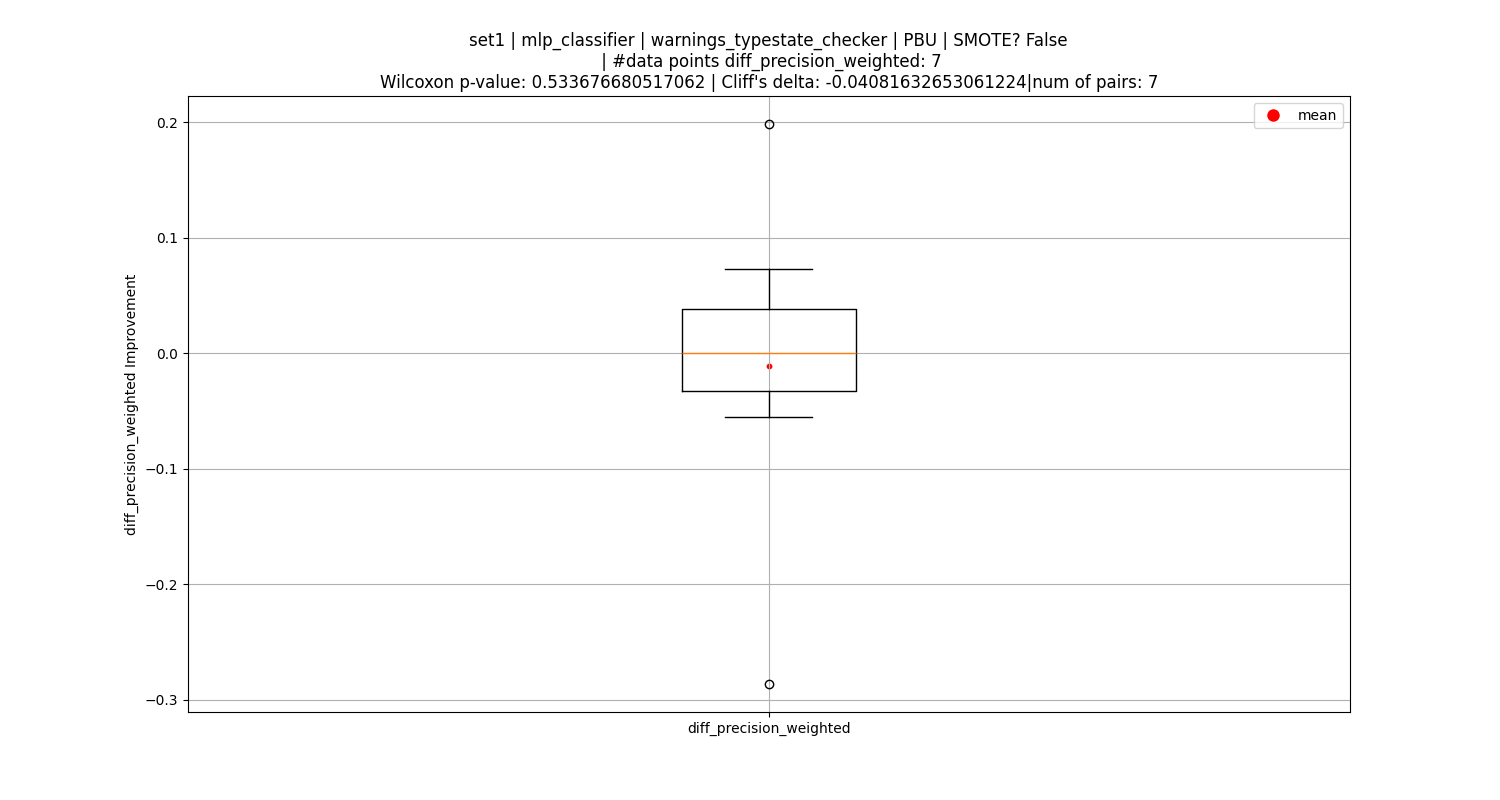 set1 | mlp_classifier | warnings_typestate_checker | PBU | SMOTE? False
| #data points diff_precision_weighted: 7
Wilcoxon p-value: 0.533676680517062 | Cliff's delta: -0.04081632653061224|num of pairs: 7
mean
0.2
0.1
0.0
−0.1
−0.2
−0.3
diff_precision_weighted Improvement
diff_precision_weighted